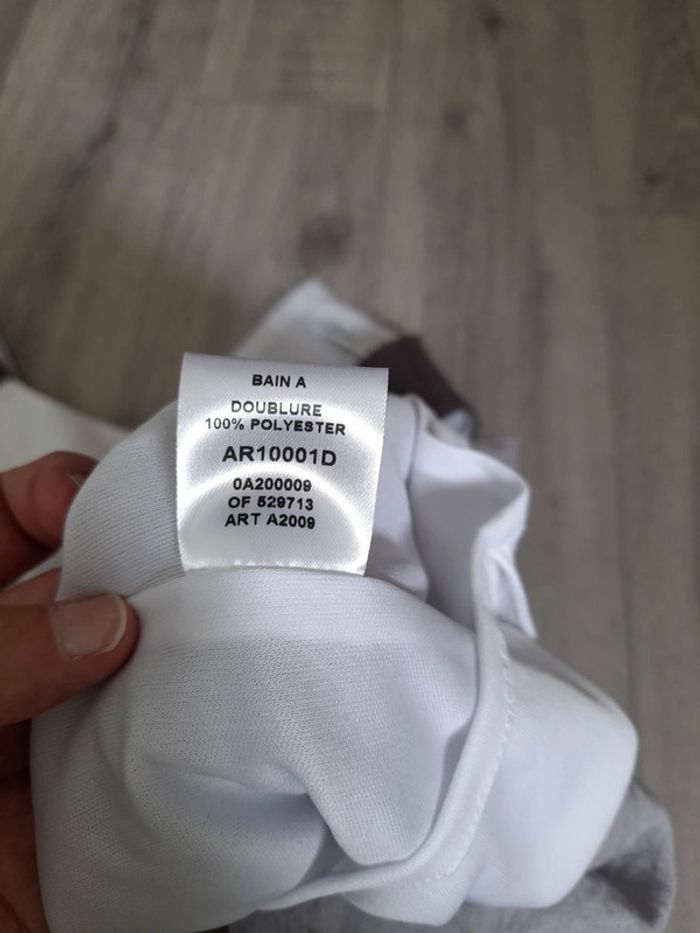 BAIN A
DOUBLURE
100% POLYESTER
AR10001D
0A200009
OF 529713
ART A2009